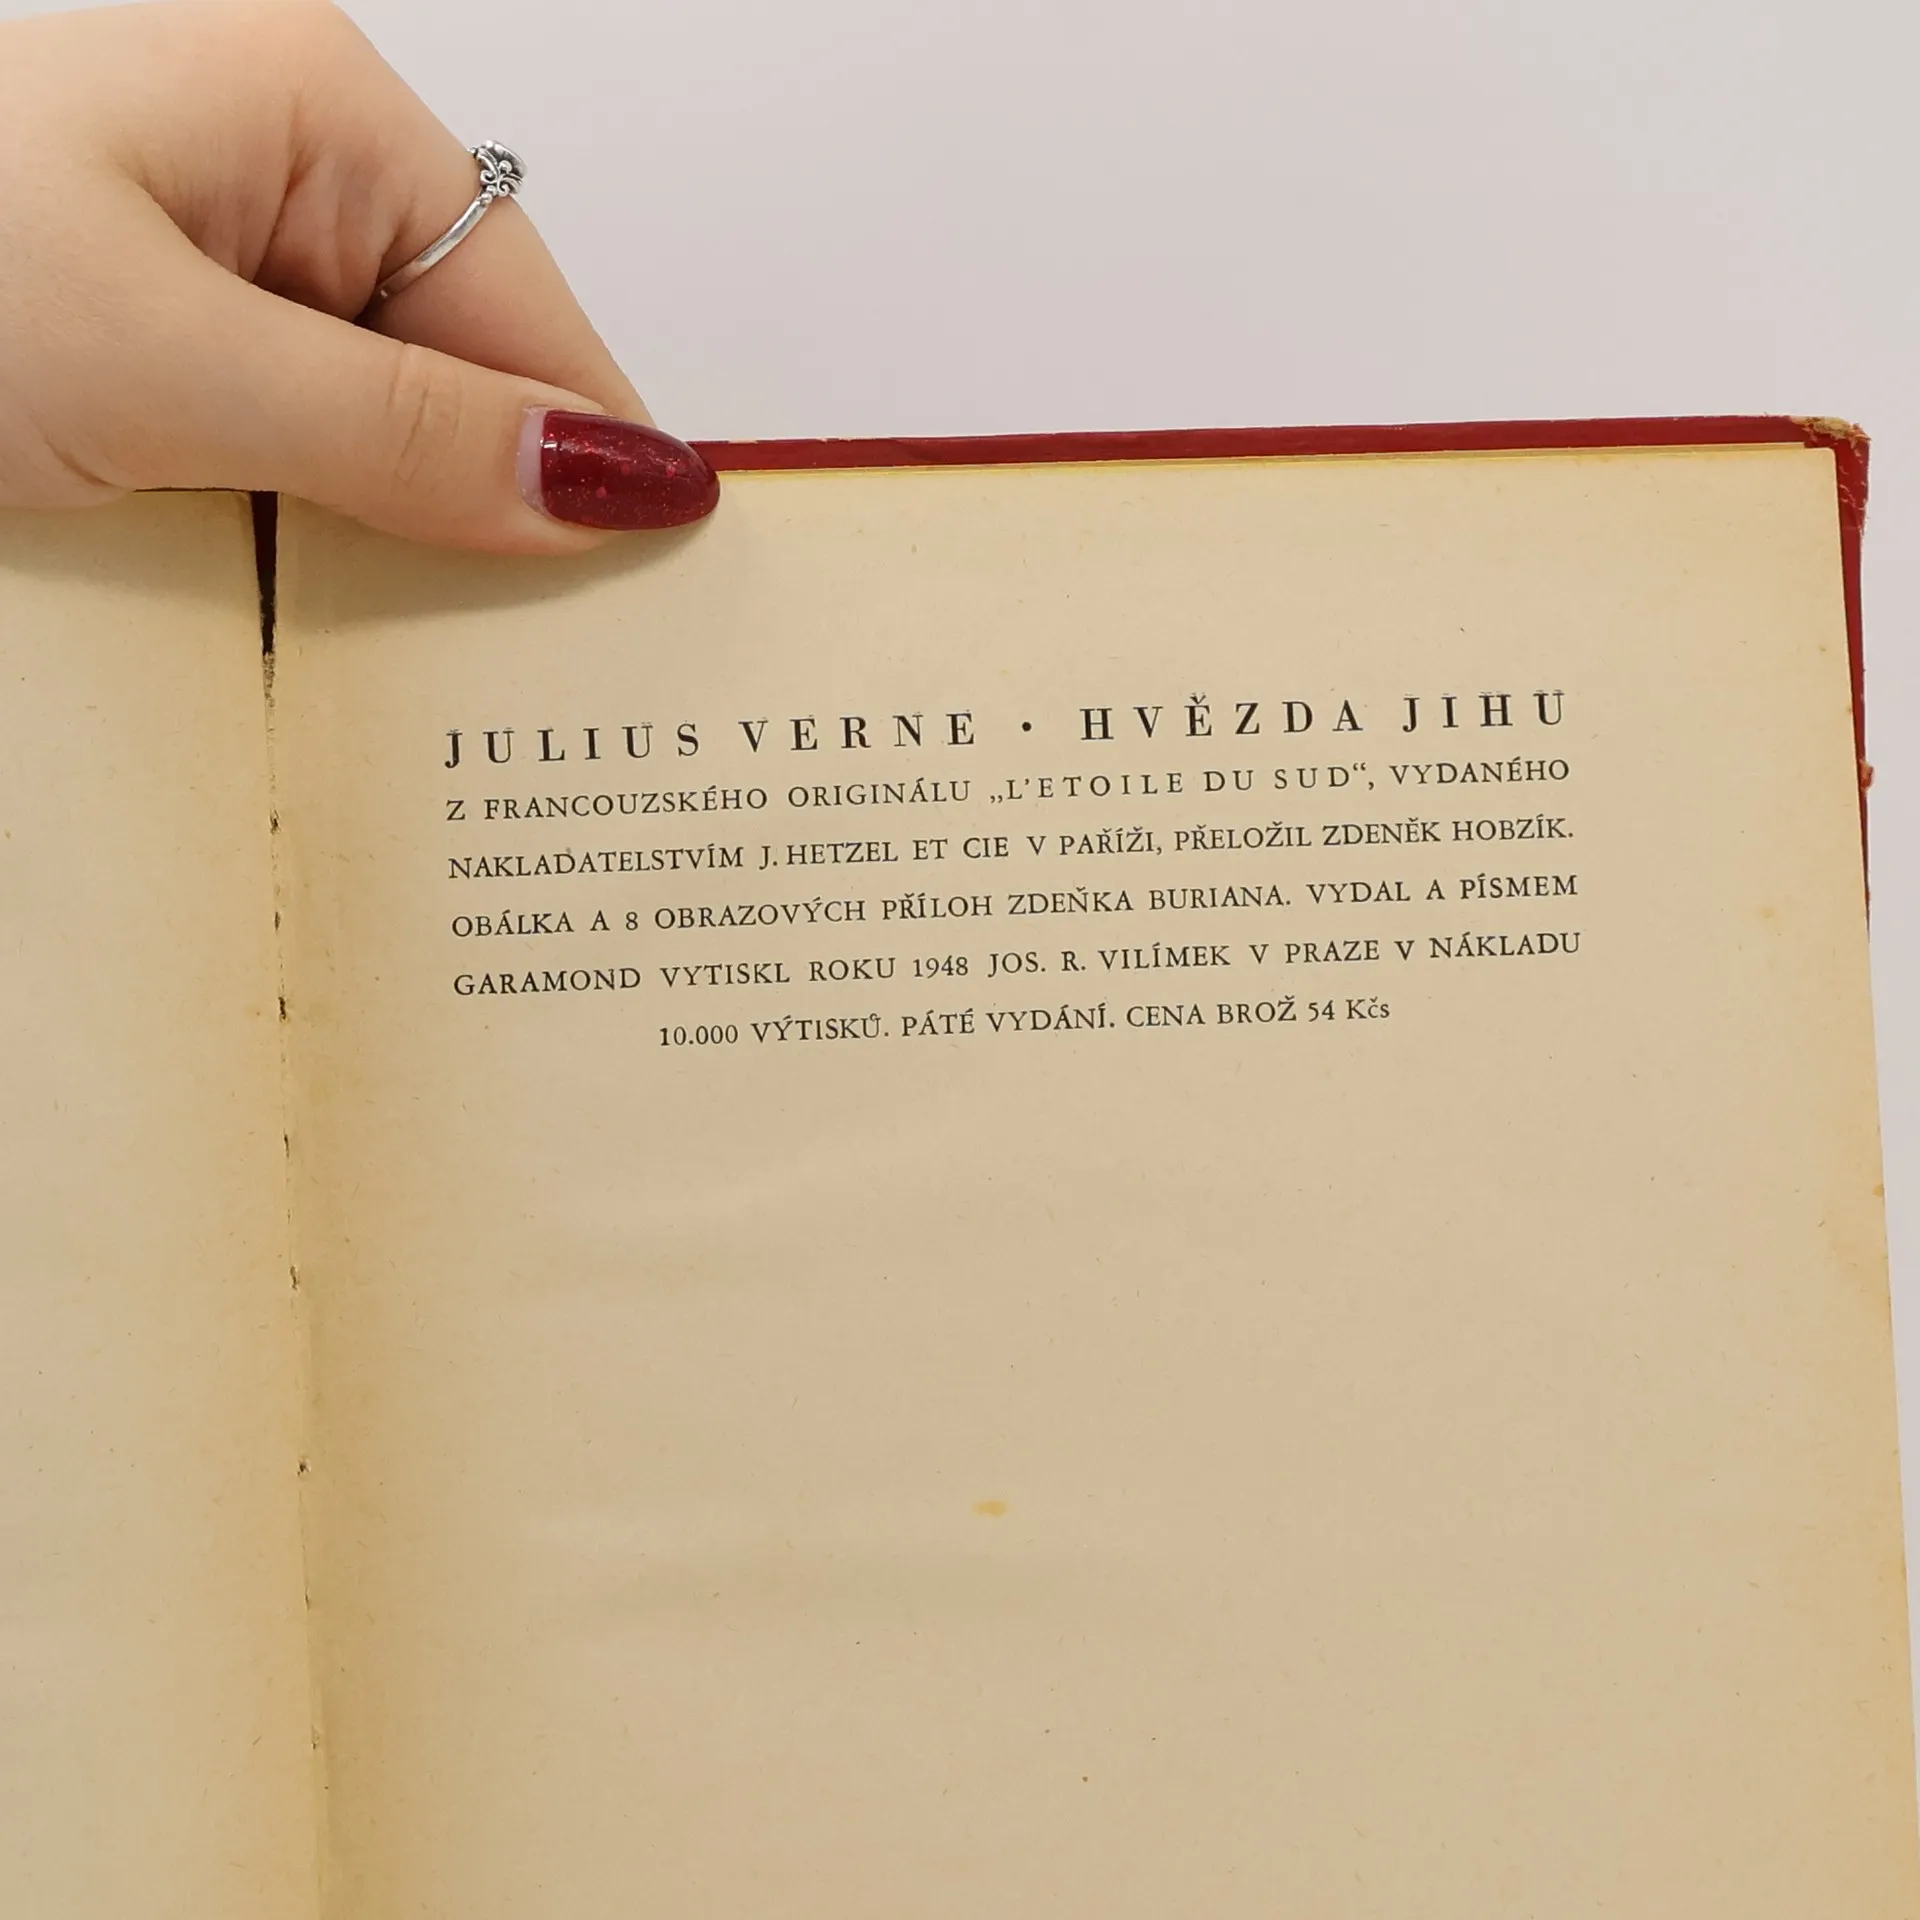 JULIUS VERNE · HVĚZDA JIHU
Z FRANCOUZSKÉHO ORIGINÁLU „L'ETOILE DU SUD“, VYDANÉHO
NAKLADATELSTVÍM J. HETZEL ET CIE V PAŘÍŽI, PŘELOŽIL ZDENĚK HOBZÍK.
OBÁLKA A 8 OBRAZOVÝCH PŘÍLOH ZDEŇKA BURIANA. VYDAL A PÍSMEM
GARAMOND VYTISKL ROKU 1948 JOS. R. VILÍMEK V PRAZE V NÁKLADU
10.000 VÝTISKŮ. PÁTÉ VYDÁNÍ. CENA BROŽ 54 Kčs